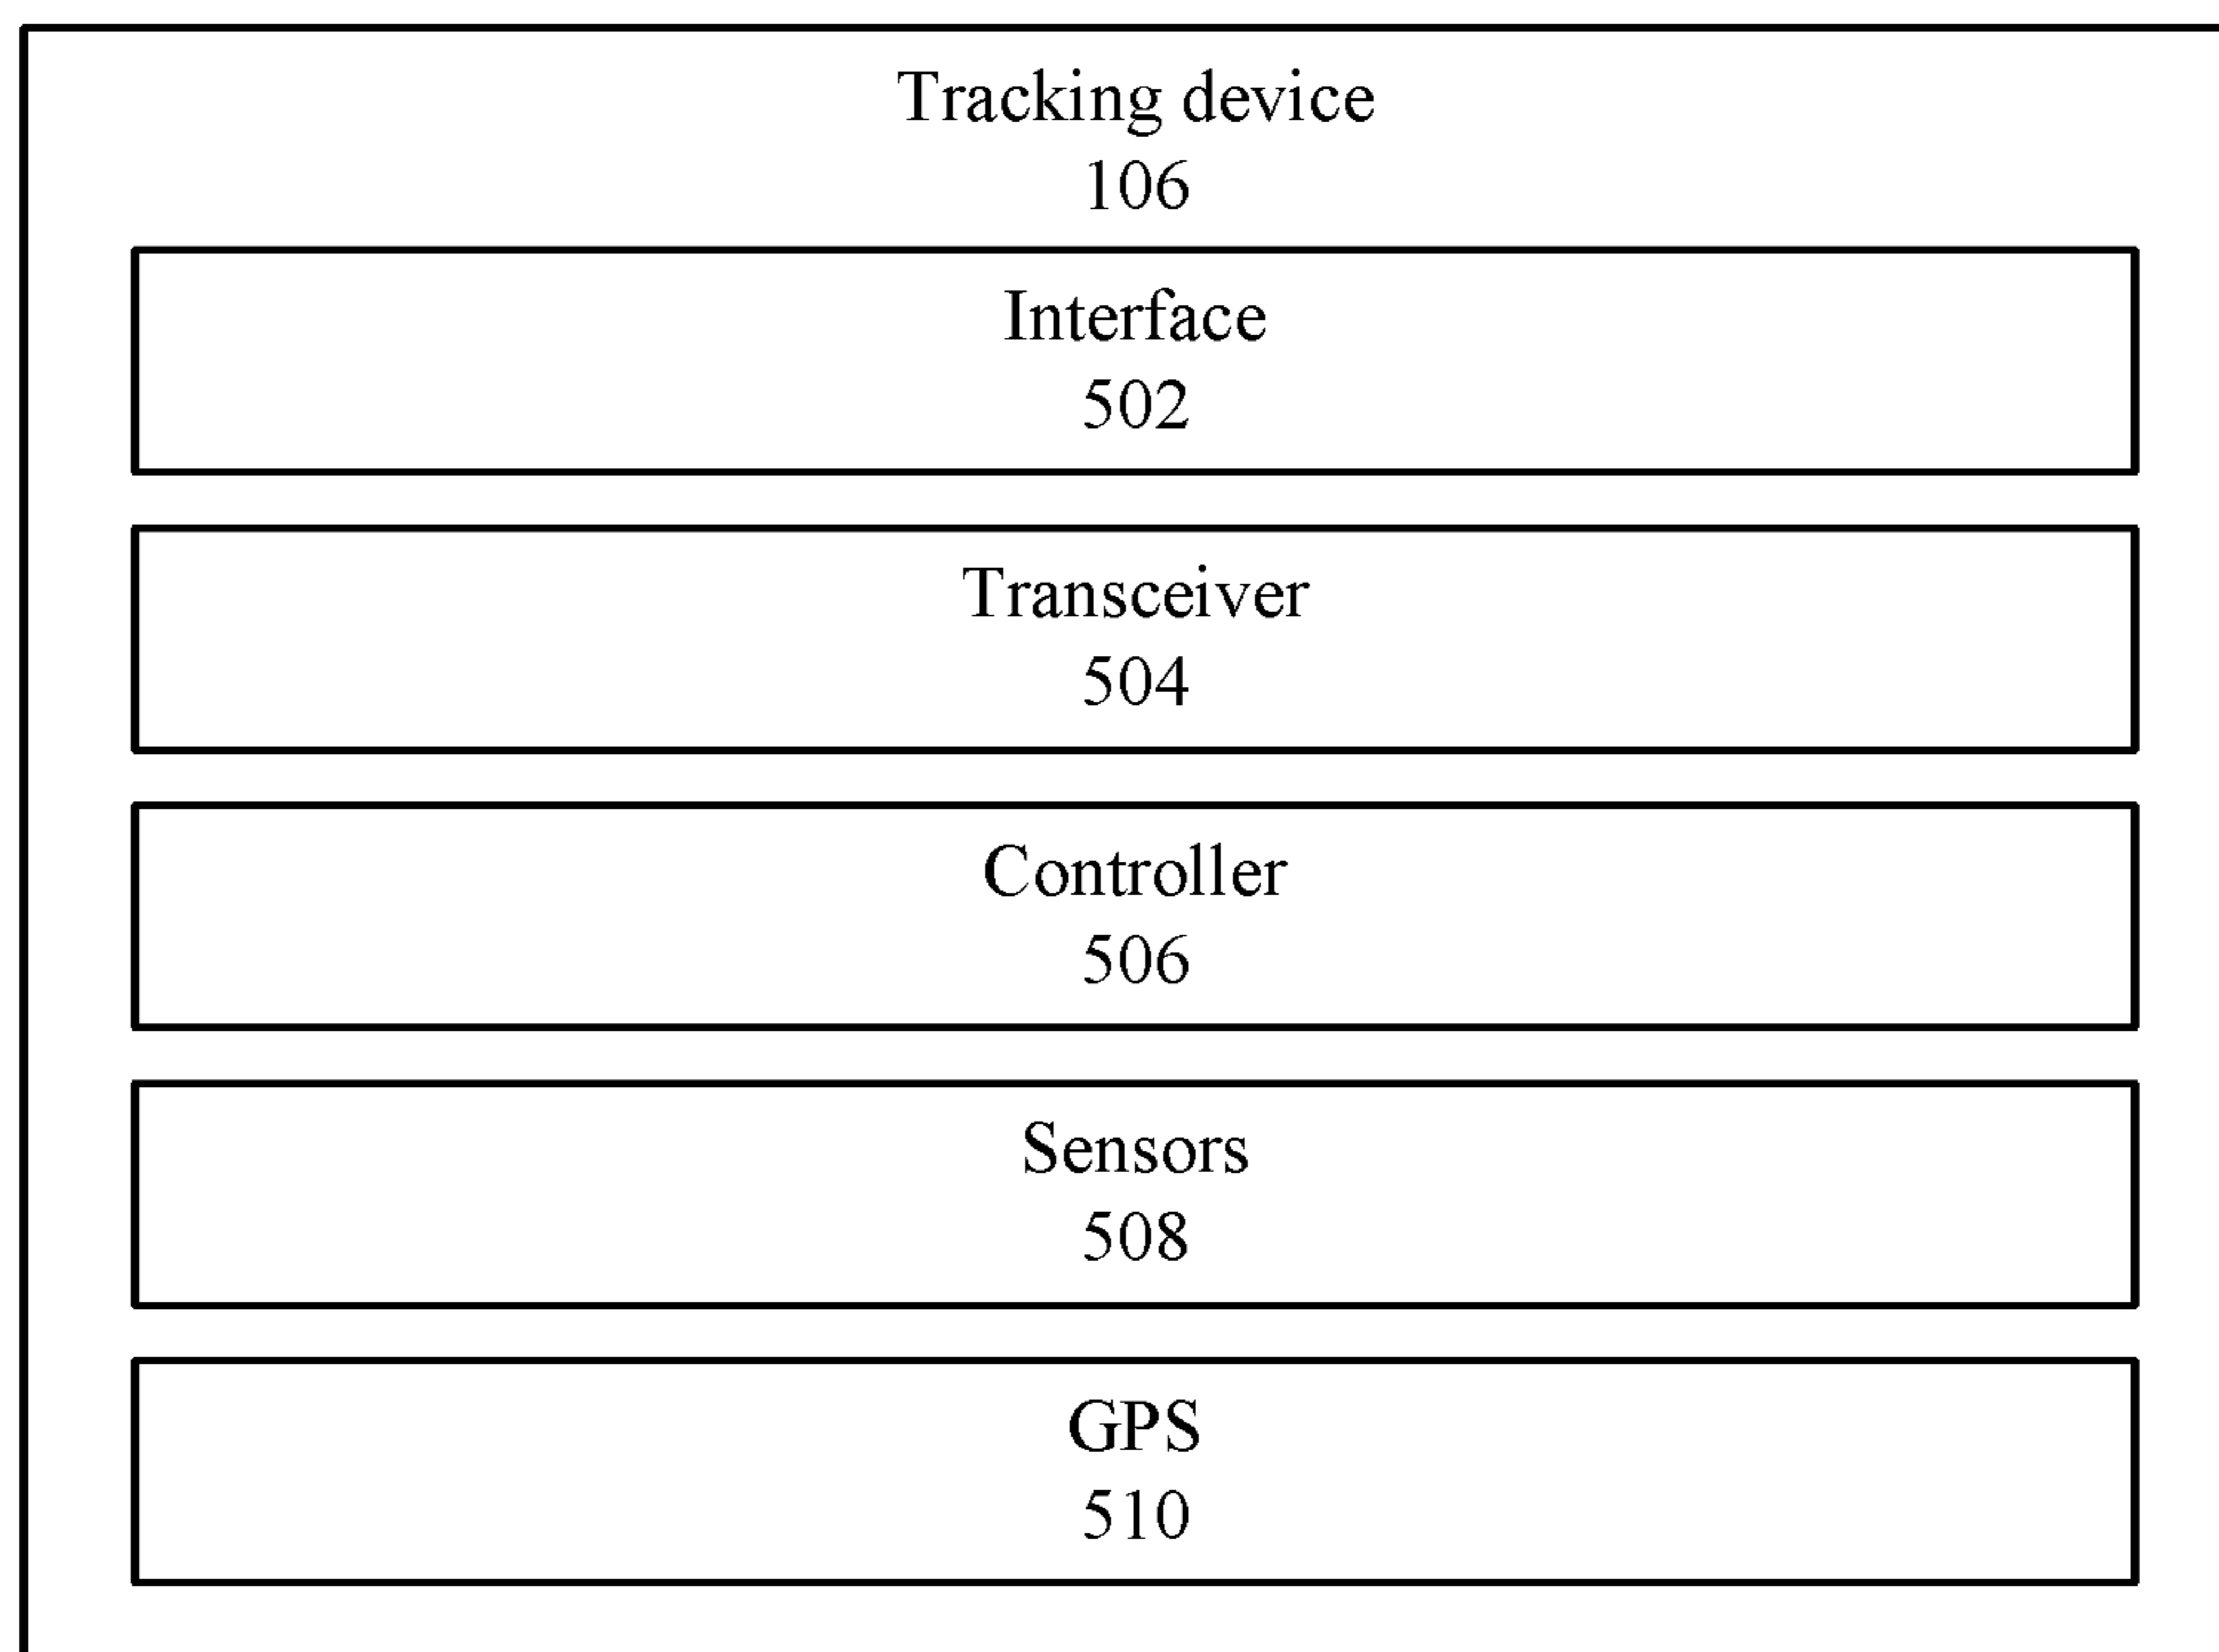 Tracking device
106
Interface
502
Transceiver
504
Controller
506
Sensors
508
GPS
510